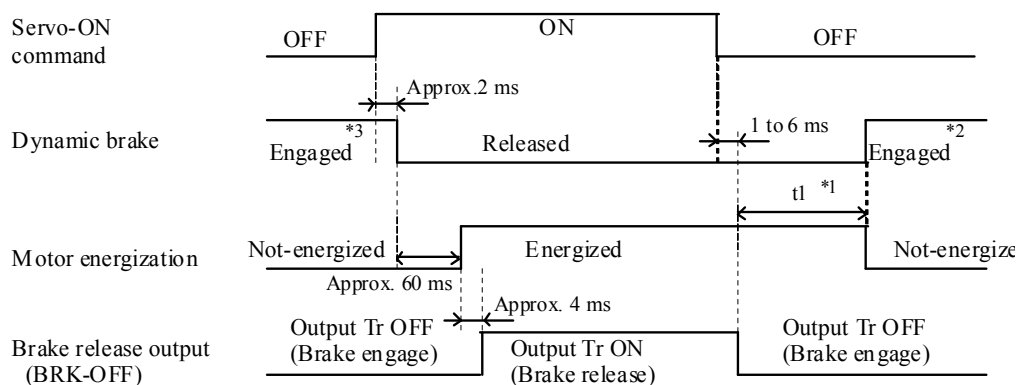 Servo-ON
command
OFF
ON
OFF
Approx.2 ms
Dynamic brake
*3
Engaged
Released
1 to 6 ms
Engaged
*2
t1 *1
Motor energization
Not-energized
Energized
Not-energize
Approx. 60 ms
Approx. 4 ms
Brake release output
(BRK-OFF)
Output Tr OFF
(Brake engage)
Output Tr ON
(Brake release)
Output Tr OFF
(Brake engage)